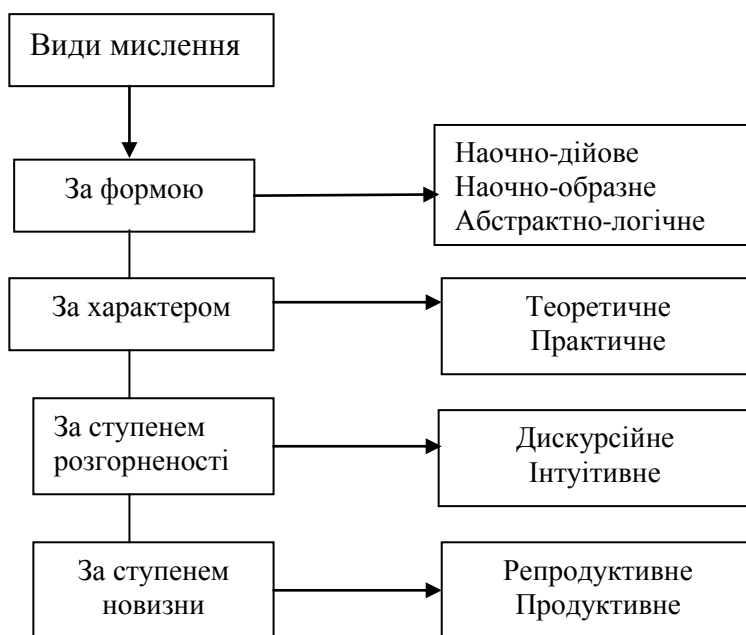 Види мислення
За формою
Наочно-дійове
Наочно-образне
Абстрактно-логічне
За характером
Теоретичне
Практичне
За ступенем
розгорненості
Дискурсійне
Інтуітивне
За ступенем
новизни
Репродуктивне
Продуктивне